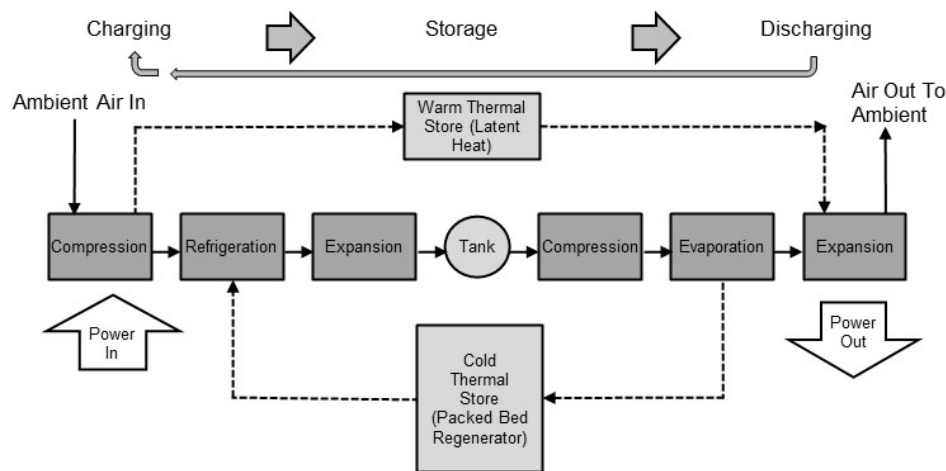 Charging
Storage
Discharging
Ambient Air In
Warm Thermal
Store (Latent
Heat)
Air Out To
Ambient
Compression
Refrigeration
Expansion
Tank
Compression
Evaporation
Expansion
Power
In
Cold
Thermal
Store
(Packed Bed
Regenerator)
Power
Out